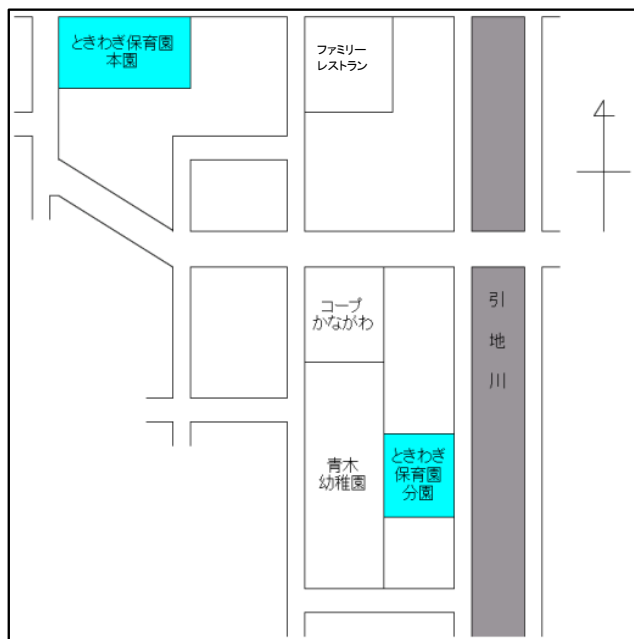 ときわぎ保育園
本園
ファミリー
レストラン
コープ
かながわ
引地川
青木
幼稚園
ときわぎ
保育園
分園